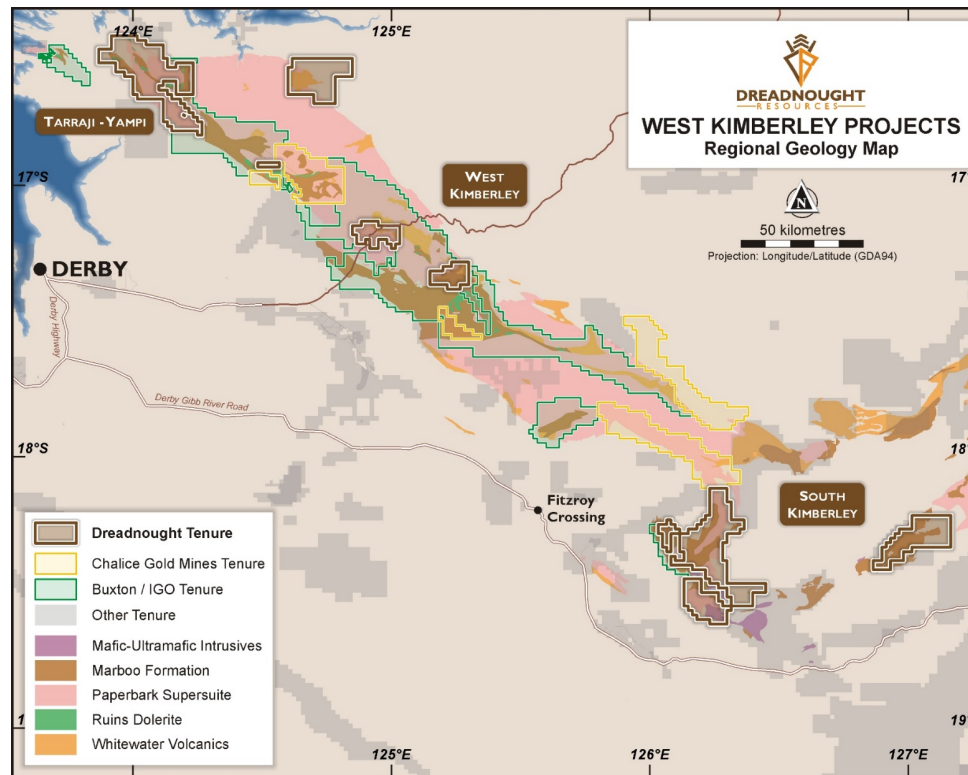 124°E
125°E
DREADNOUGHT
RESOURCES
WEST KIMBERLEY PROJECTS
Regional Geology Map
TARRAJI -YAMPI
17°S
17°
WEST
KIMBERLEY
N
50 kilometres
Projection: Longitude/Latitude (GDA94)
DERBY
Derby Highway
Derby Gibb River Road
18°S
18°
Fitzroy
Crossing
SOUTH
KIMBERLEY
Dreadnought Tenure
Chalice Gold Mines Tenure
Buxton / IGO Tenure
Other Tenure
Mafic-Ultramafic Intrusives
Marboo Formation
Paperbark Supersuite
Ruins Dolerite
Whitewater Volcanics
19°
125°E
126°E
127°E